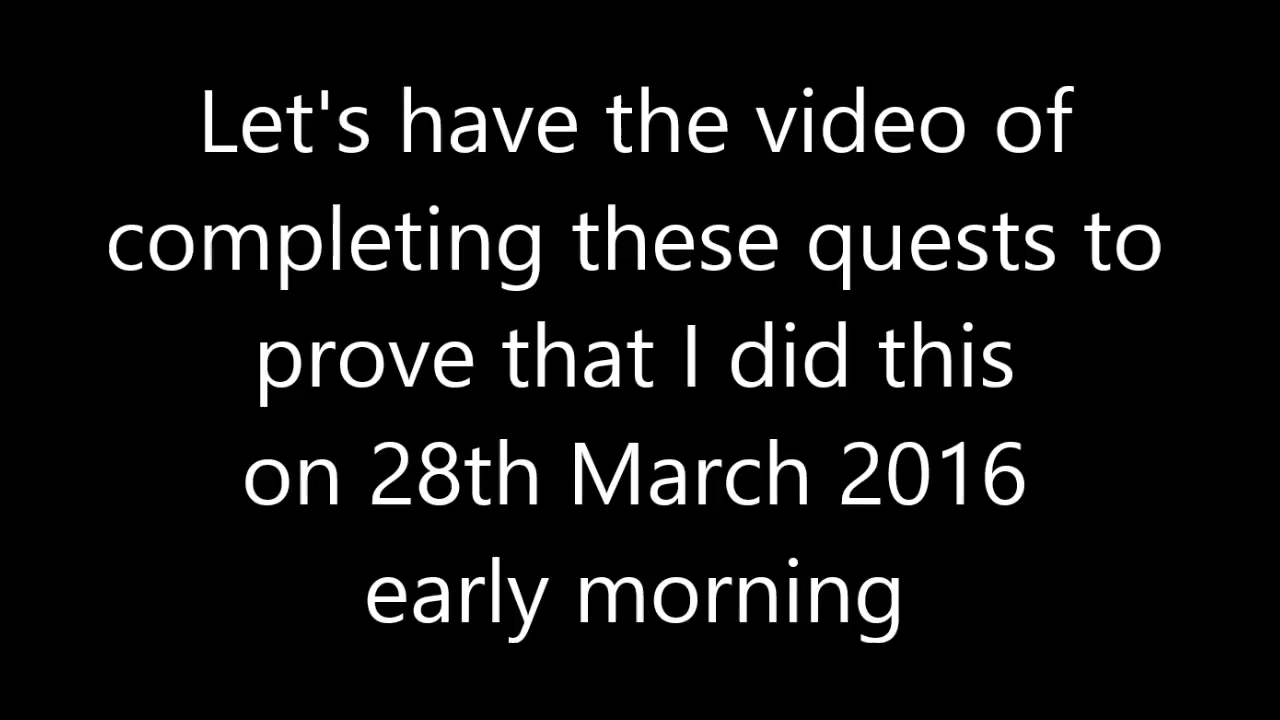 Let's have the video of
completing these quests to
prove that I did this
on 28th March 2016
early morning